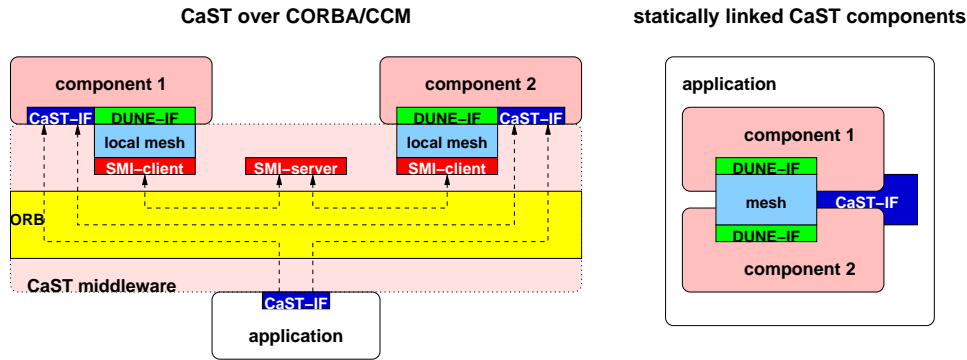 CaST over CORBA/CCM
component 1
CaST−IF
DUNE−IF
local mesh
SMI−client
SMI−server
component 2
DUNE−IF
CaST−IF
local mesh
SMI−client
ORB
CaST middleware
CaST−IF
application
statically linked CaST components
application
component 1
DUNE−IF
mesh
CaST−IF
DUNE−IF
component 2